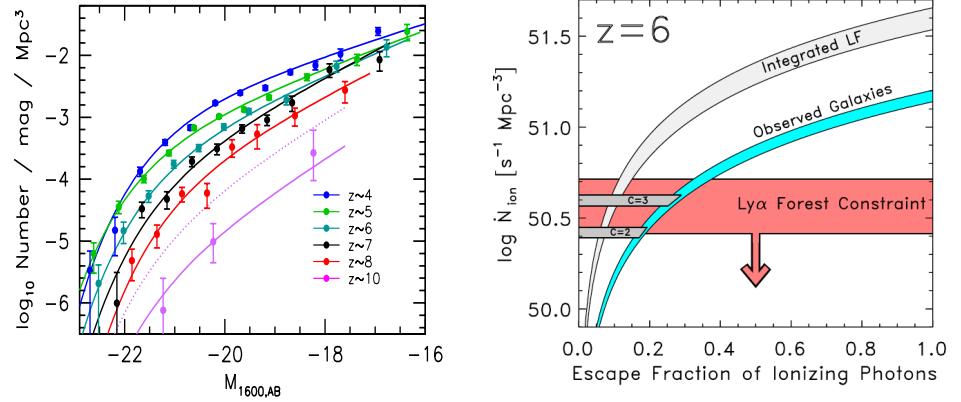 log₁₀ Number / mag / Mpc³
-2
-3
-4
-5
-6
-22
-20
-18
-16
M₁₆₀₀,AB
z~4
z~5
z~6
z~7
z~8
z~10
z=6
log Ṅion [s⁻¹ Mpc⁻³]
51.5
51.0
50.5
50.0
Integrated LF
Observed Galaxies
Lyα Forest Constraint
C=3
C=2
0.0 0.2 0.4 0.6 0.8 1.0
Escape Fraction of Ionizing Photons